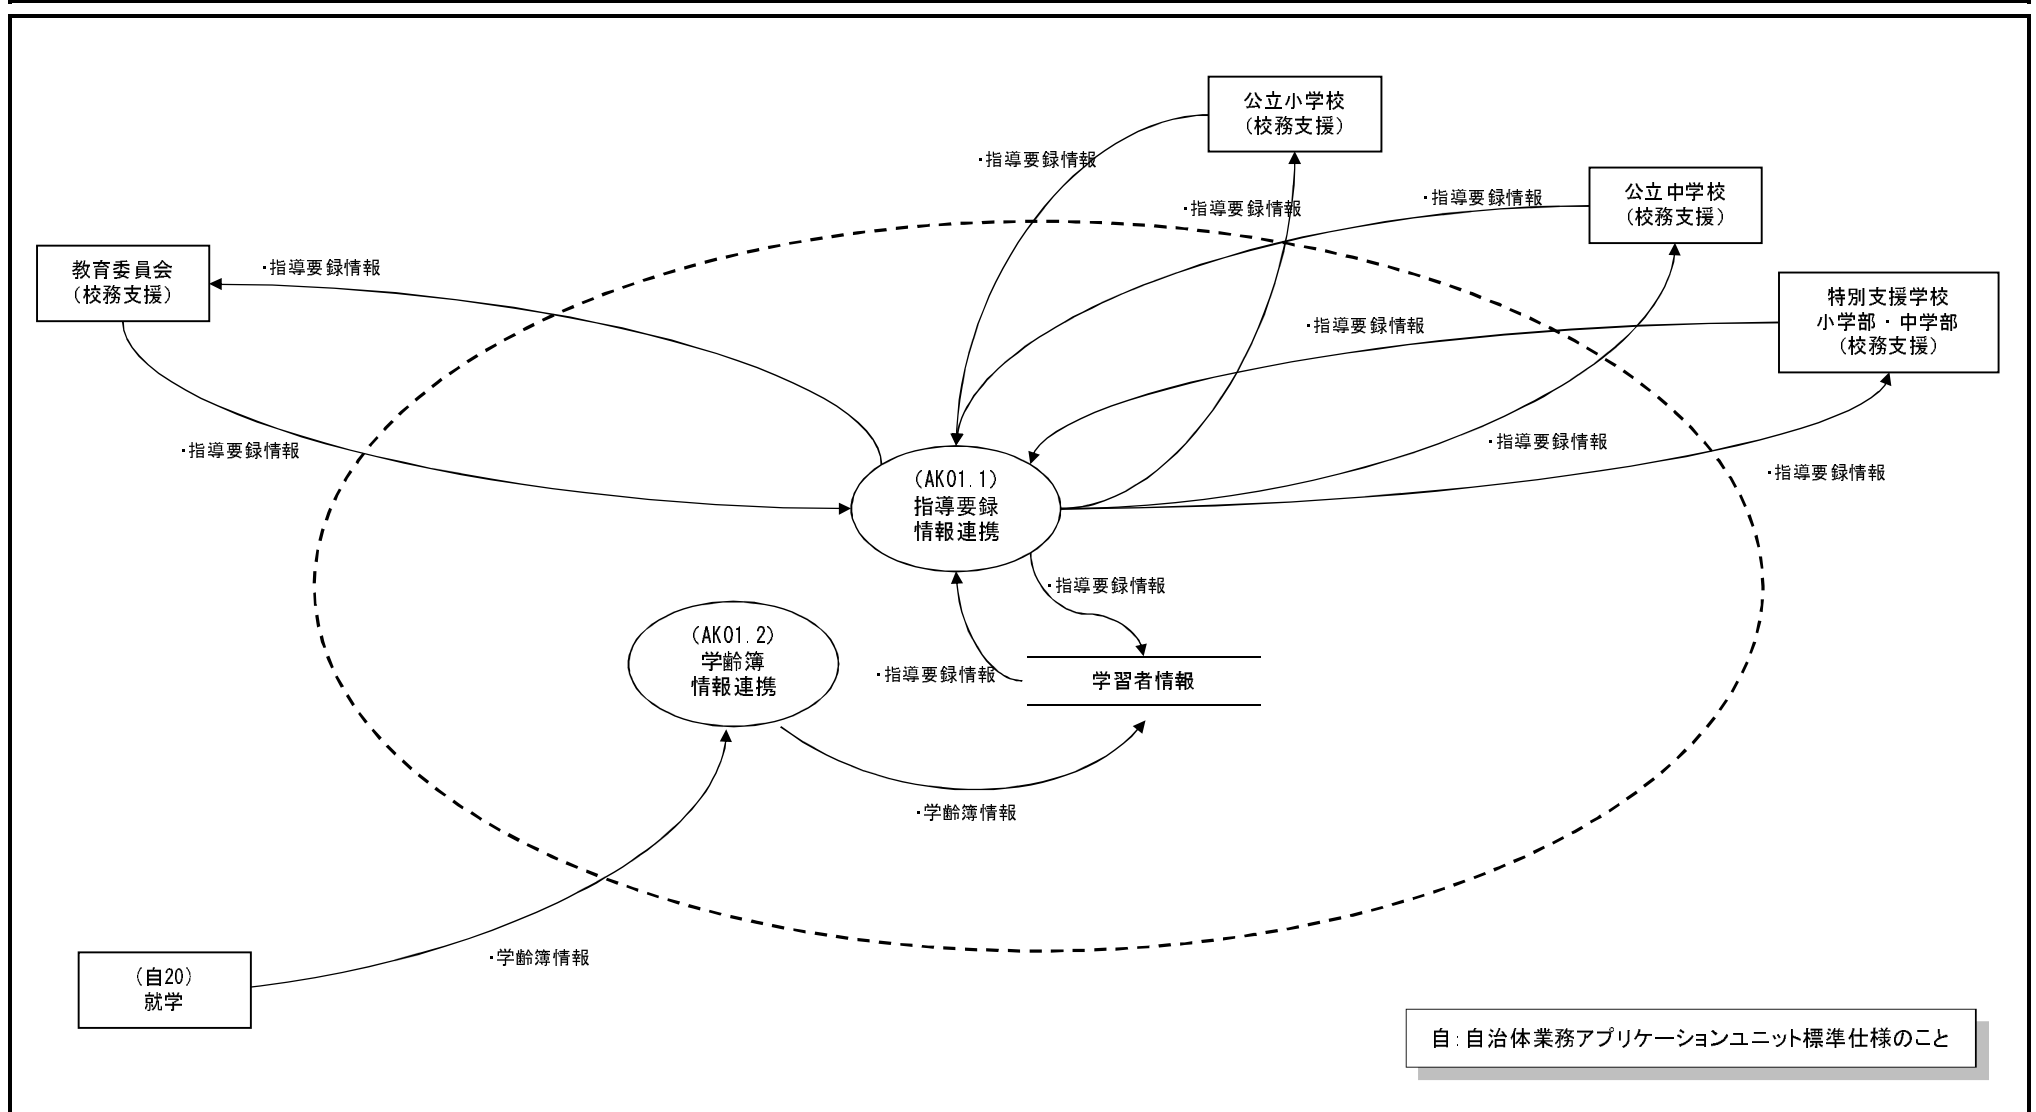 公立小学校
（校務支援）
・指導要録情報
公立中学校
（校務支援）
・指導要録情報
・指導要録情報
教育委員会
（校務支援）
・指導要録情報
特別支援学校
小学部・中学部
（校務支援）
・指導要録情報
・指導要録情報
・指導要録情報
・指導要録情報
（AK01.1）
指導要録
情報連携
・指導要録情報
（AK01.2）
学齢簿
情報連携
・指導要録情報
学習者情報
・学齢簿情報
・学齢簿情報
（自20）
就学
自：自治体業務アプリケーションユニット標準仕様のこと